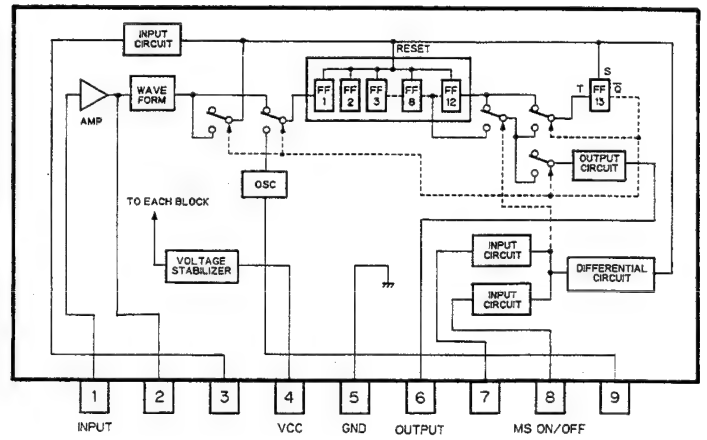 INPUT
CIRCUIT
RESET
AMP
WAVE
FORM
FF
1
FF
2
FF
3
FF
8
FF
12
T
S
FF
13
Q
OSC
OUTPUT
CIRCUIT
TO EACH BLOCK
VOLTAGE
STABILIZER
INPUT
CIRCUIT
INPUT
CIRCUIT
DIFFERENTIAL
CIRCUIT
1 2 3 4 5 6 7 8 9
INPUT VCC GND OUTPUT MS ON/OFF